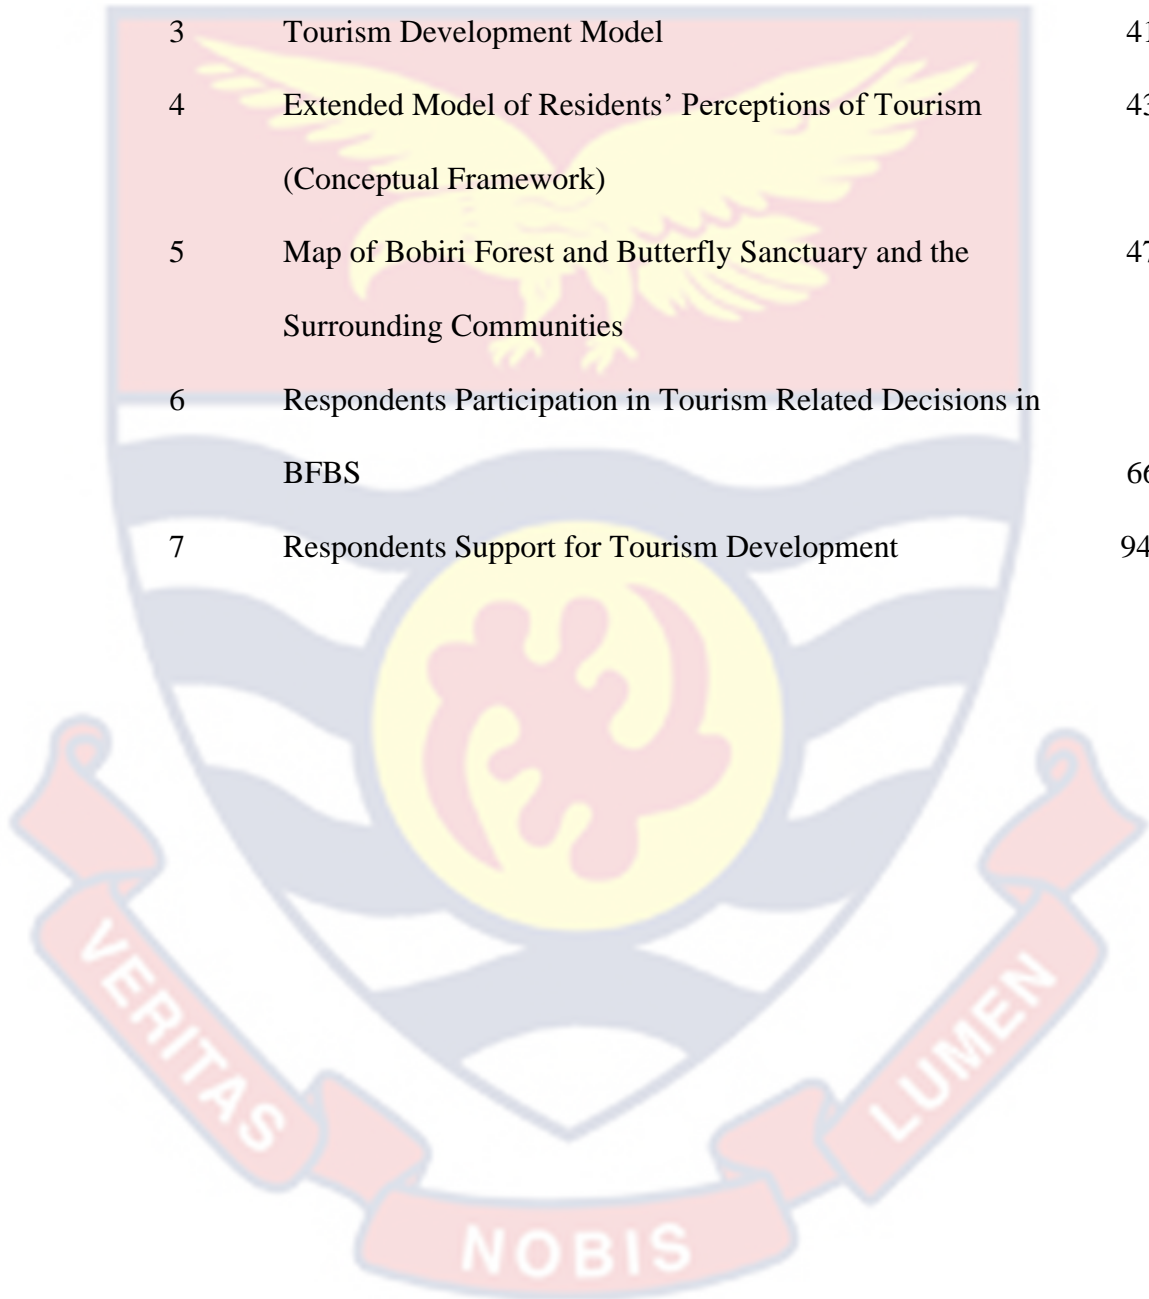 3 Tourism Development Model 41
4 Extended Model of Residents’ Perceptions of Tourism 43
(Conceptual Framework)
5 Map of Bobiri Forest and Butterfly Sanctuary and the 47
Surrounding Communities
6 Respondents Participation in Tourism Related Decisions in
BFBS 66
7 Respondents Support for Tourism Development 94
VERITAS
NOBIS
LUMEN